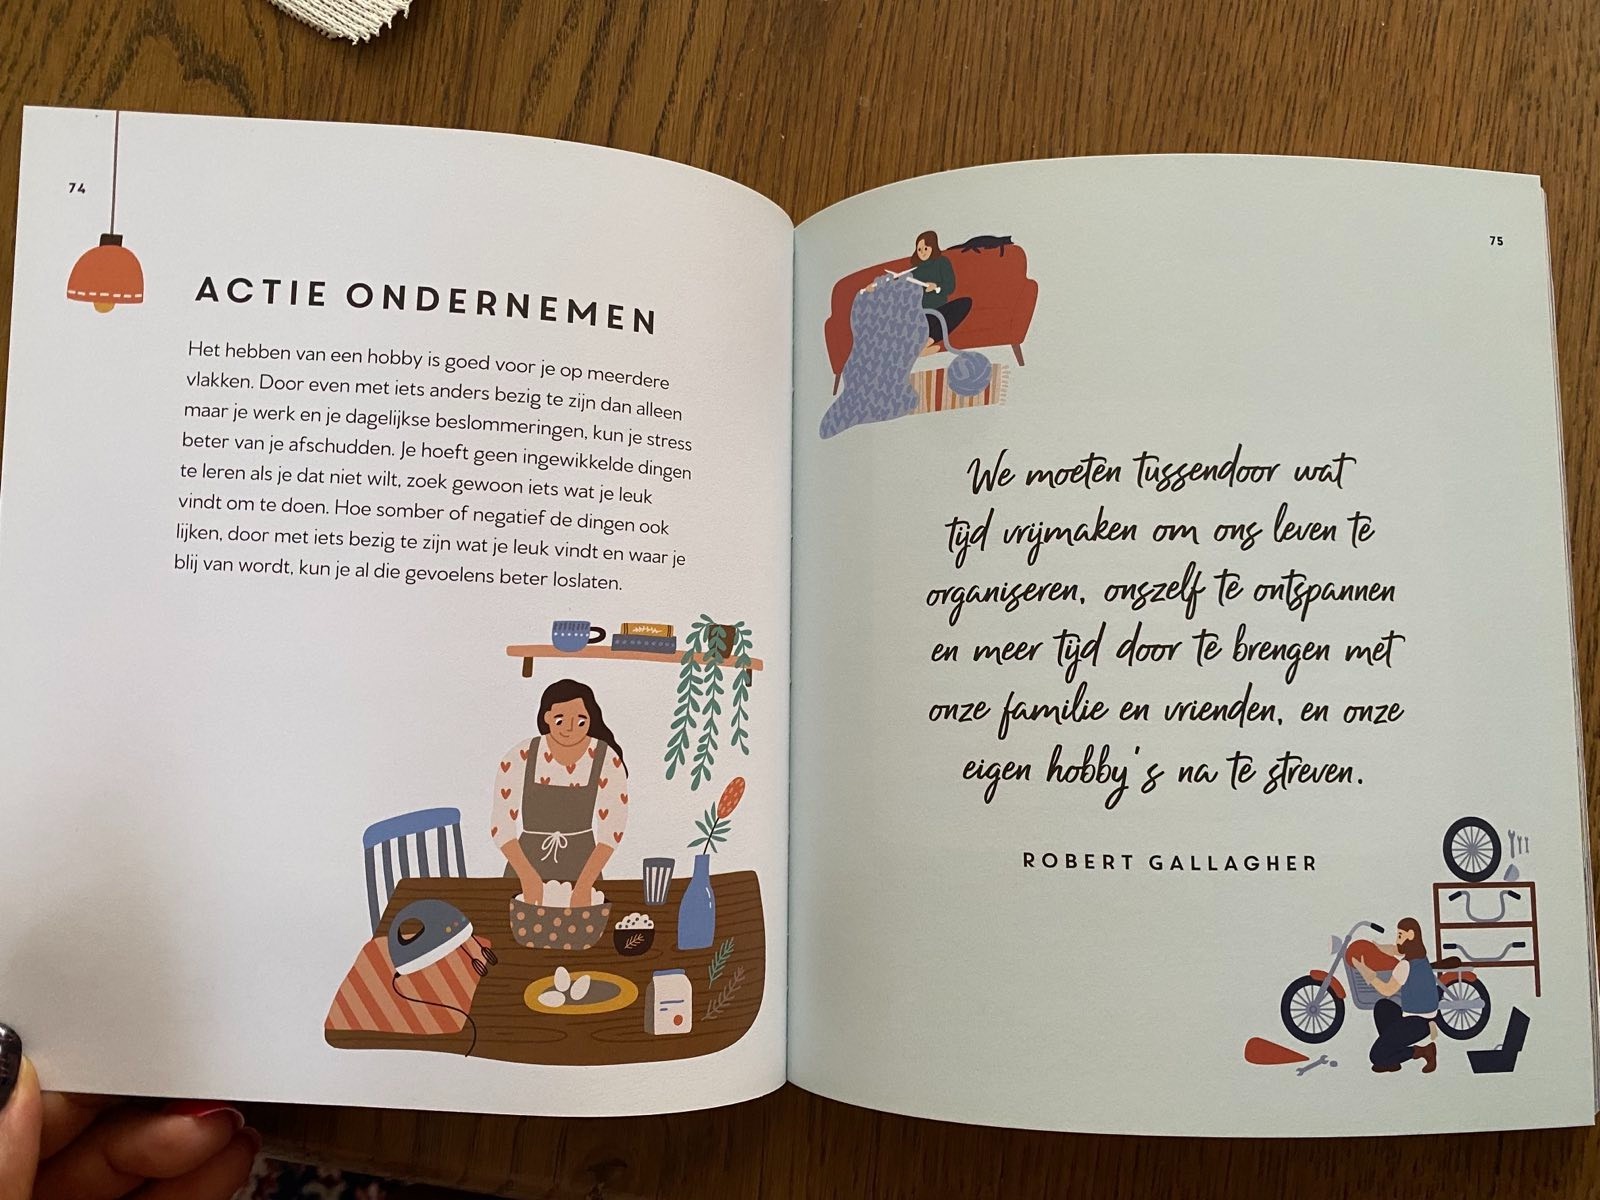 74
ACTIE ONDERNEMEN
Het hebben van een hobby is goed voor je op meerdere
vlakken. Door even met iets anders bezig te zijn dan alleen
maar je werk en je dagelijkse beslommeringen, kun je stress
beter van je afschudden. Je hoeft geen ingewikkelde dingen
te leren als je dat niet wilt, zoek gewoon iets wat je leuk
vindt om te doen. Hoe somber of negatief de dingen ook
lijken, door met iets bezig te zijn wat je leuk vindt en waar je
blij van wordt, kun je al die gevoelens beter loslaten.
75
We moeten tussendoor wat
tijd vrijmaken om ons leven te
organiseren, onszelf te ontspannen
en meer tijd door te brengen met
onze familie en vrienden, en onze
eigen hobby's na te streven.
ROBERT GALLAGHER